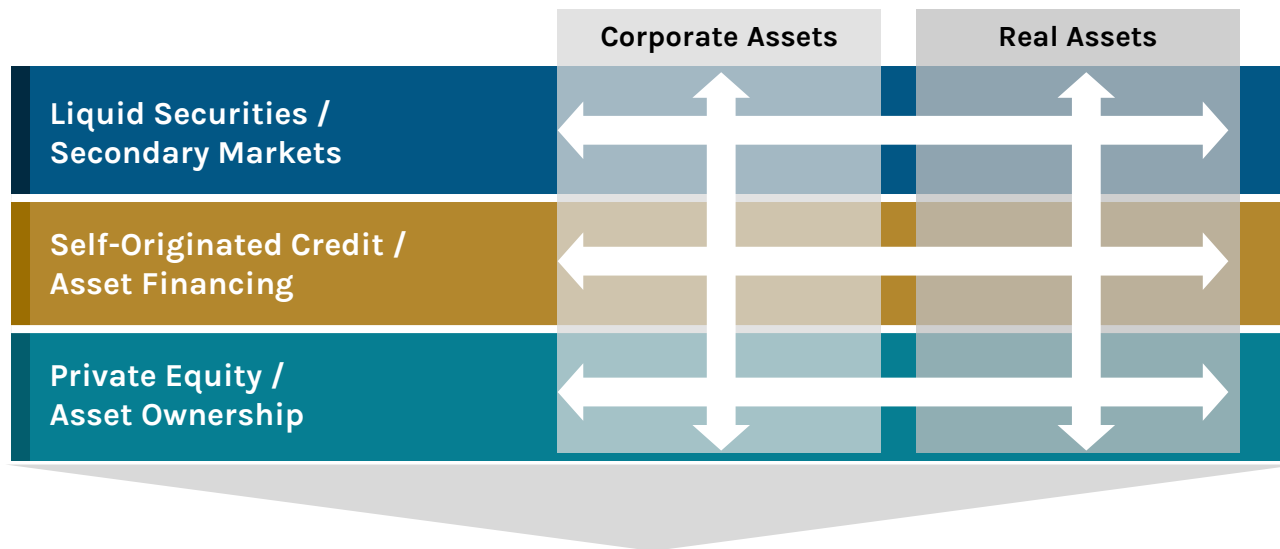 Corporate Assets
Real Assets
Liquid Securities /
Secondary Markets
Self-Originated Credit /
Asset Financing
Private Equity /
Asset Ownership